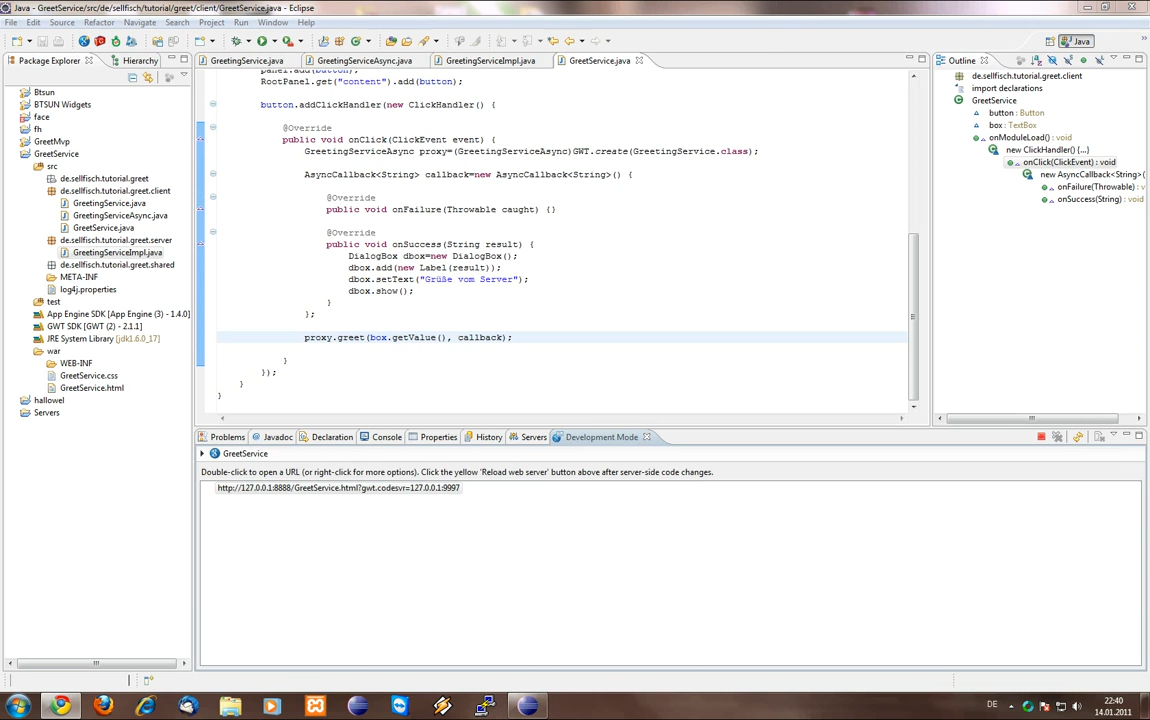 Java - GreetService/src/de/sellfisch/tutorial/greet/client/GreetService.java - Eclipse
File Edit Source Refactor Navigate Search Project Run Window Help
Java
Package Explorer Hierarchy
GreetingService.java GreetingServiceAsync.java GreetingServiceImpl.java GreetService.java
Outline
Btsun
BTSUN Widgets
face
fh
GreetMvp
GreetService
src
de.sellfisch.tutorial.greet
de.sellfisch.tutorial.greet.client
GreetingService.java
GreetingServiceAsync.java
GreetService.java
de.sellfisch.tutorial.greet.server
GreetingServiceImpl.java
de.sellfisch.tutorial.greet.shared
META-INF
log4j.properties
test
App Engine SDK [App Engine (3) - 1.4.0]
GWT SDK [GWT (2) - 2.1.1]
JRE System Library [jdk1.6.0_17]
war
WEB-INF
GreetService.css
GreetService.html
hallowel
Servers
panel.add(button);
RootPanel.get("content").add(button);
button.addClickHandler(new ClickHandler() {
@Override
public void onClick(ClickEvent event) {
GreetingServiceAsync proxy=(GreetingServiceAsync)GWT.create(GreetingService.class);
AsyncCallback<String> callback=new AsyncCallback<String>() {
@Override
public void onFailure(Throwable caught) {}
@Override
public void onSuccess(String result) {
DialogBox dbox=new DialogBox();
dbox.add(new Label(result));
dbox.setText("Grüße vom Server");
dbox.show();
}
};
proxy.greet(box.getValue(), callback);
}
});
}
}
de.sellfisch.tutorial.greet.client
import declarations
GreetService
button: Button
box: TextBox
onModuleLoad() : void
new ClickHandler() {...}
onClick(ClickEvent) : void
new AsyncCallback<String>(
onFailure(Throwable) : v
onSuccess(String) : void
Problems Javadoc Declaration Console Properties History Servers Development Mode
GreetService
Double-click to open a URL (or right-click for more options). Click the yellow 'Reload web server' button above after server-side code changes.
http://127.0.0.1:8888/GreetService.html?gwt.codesvr=127.0.0.1:9997
DE
22:40
14.01.2011